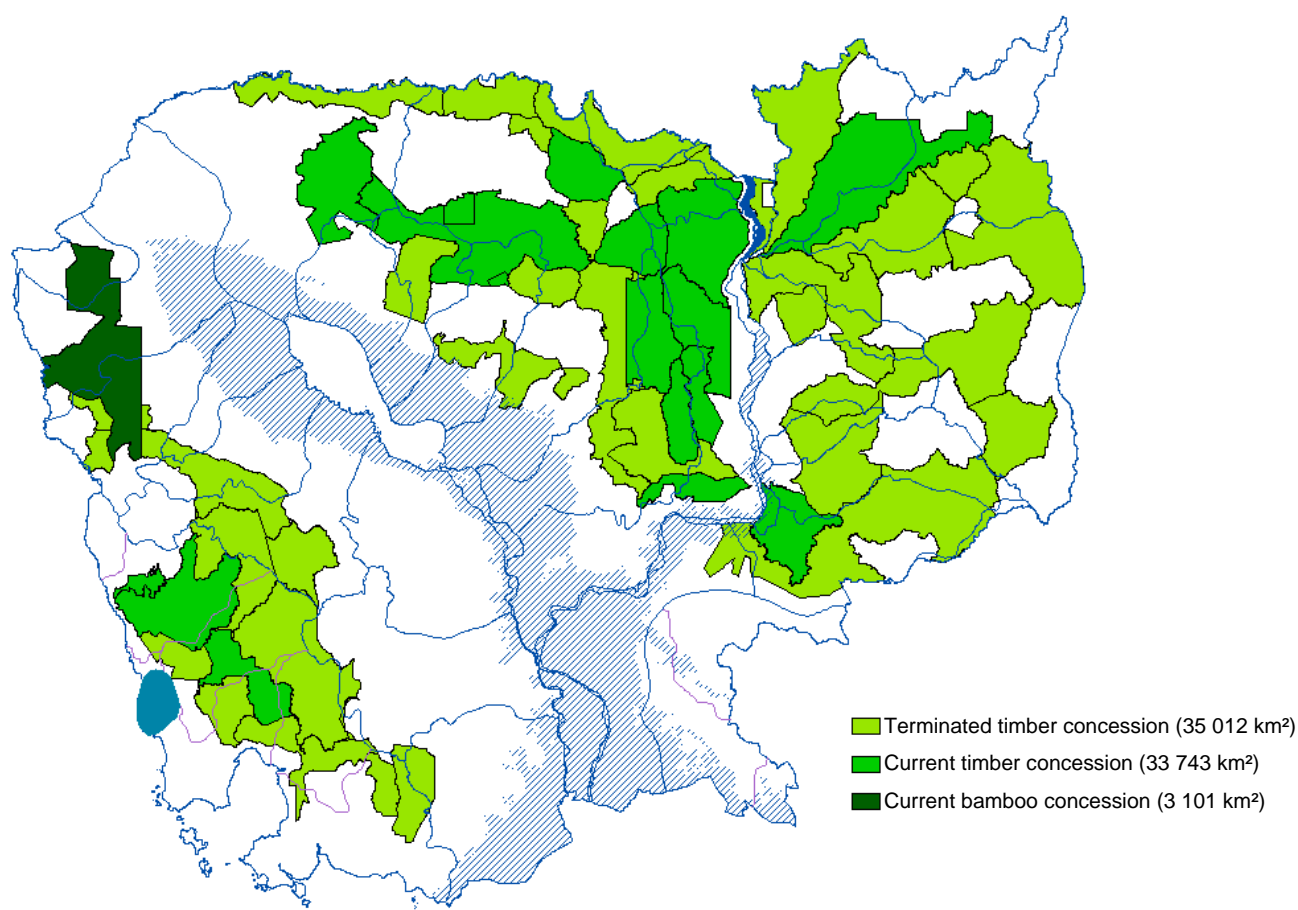 Terminated timber concession (35 012 km²)
Current timber concession (33 743 km²)
Current bamboo concession (3 101 km²)